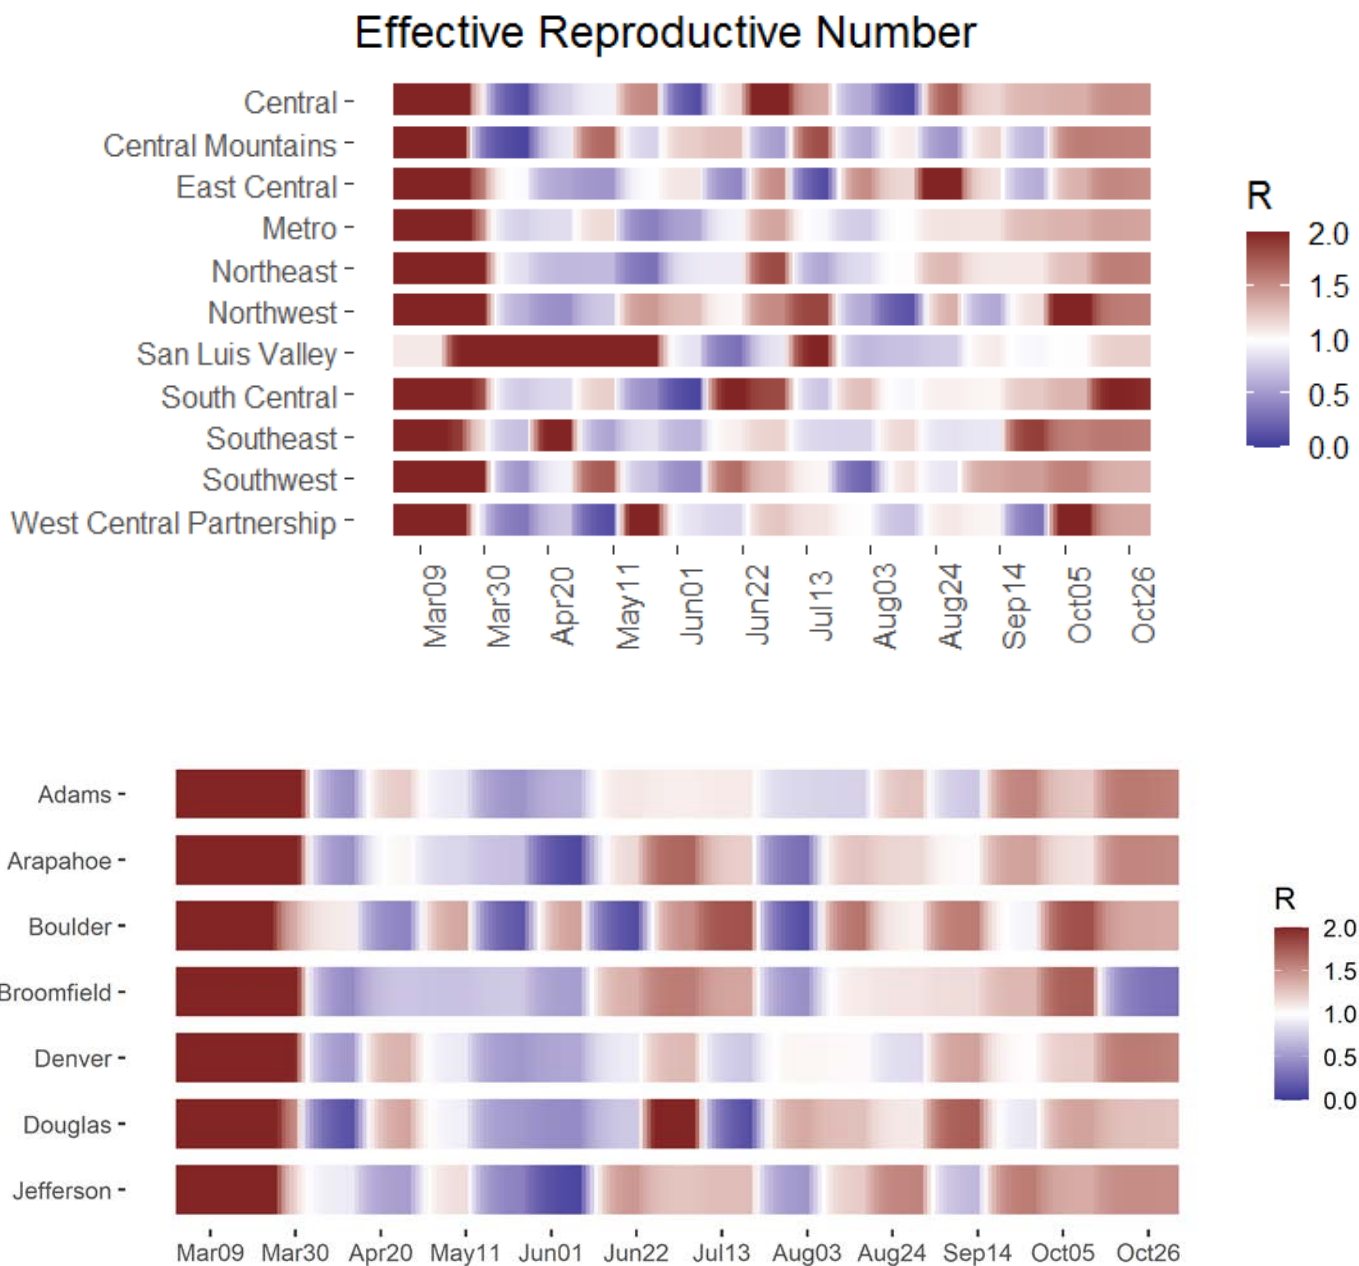 Effective Reproductive Number
Central
Central Mountains
East Central
Metro
Northeast
Northwest
San Luis Valley
South Central
Southeast
Southwest
West Central Partnership
Mar09 Mar30 Apr20 May11 Jun01 Jun22 Jul13 Aug03 Aug24 Sep14 Oct05 Oct26
R
2.0
1.5
1.0
0.5
0.0
Adams
Arapahoe
Boulder
Broomfield
Denver
Douglas
Jefferson
Mar09 Mar30 Apr20 May11 Jun01 Jun22 Jul13 Aug03 Aug24 Sep14 Oct05 Oct26
R
2.0
1.5
1.0
0.5
0.0